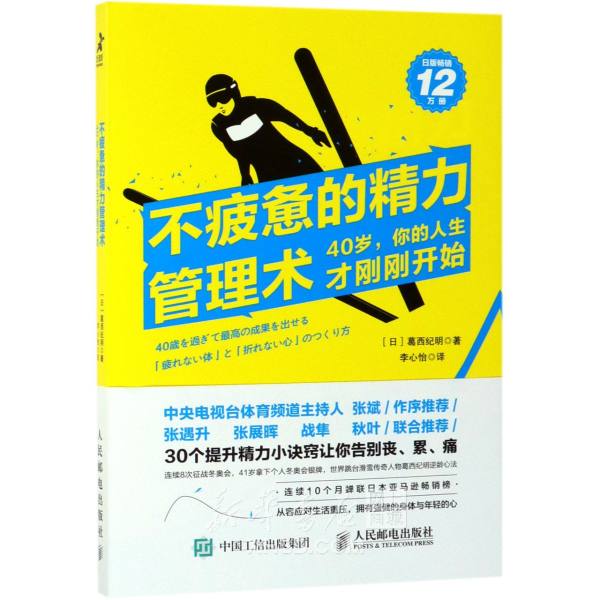 日版畅销
12
万册
不疲惫的精力
管理术
40岁，你的人生
才刚刚开始
40歳を過ぎて最高の成果を出せる
「疲れない体」と「折れない心」のつくり方
［日］葛西纪明◎著
李心怡◎译
中央电视台体育频道主持人 张斌/作序推荐/
张遇升 张展晖 战隼 秋叶/联合推荐/
30个提升精力小诀窍让你告别丧、累、痛
连续8次征战冬奥会，41岁拿下个人冬奥会银牌，世界跳台滑雪传奇人物葛西纪明逆龄心法
连续10个月蝉联日本亚马逊畅销榜
从容应对生活重压，拥有强健的身体与年轻的心
中国工信出版集团
人民邮电出版社
POSTS & TELECOM PRESS
不疲惫的精力管理术
［日］葛西纪明 著
人民邮电出版社